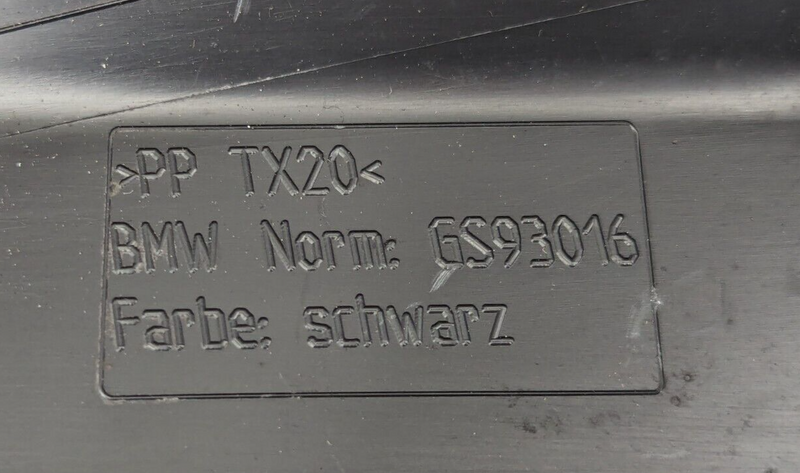 >PP TX20<
BMW Norm: GS93016
Farbe: schwarz